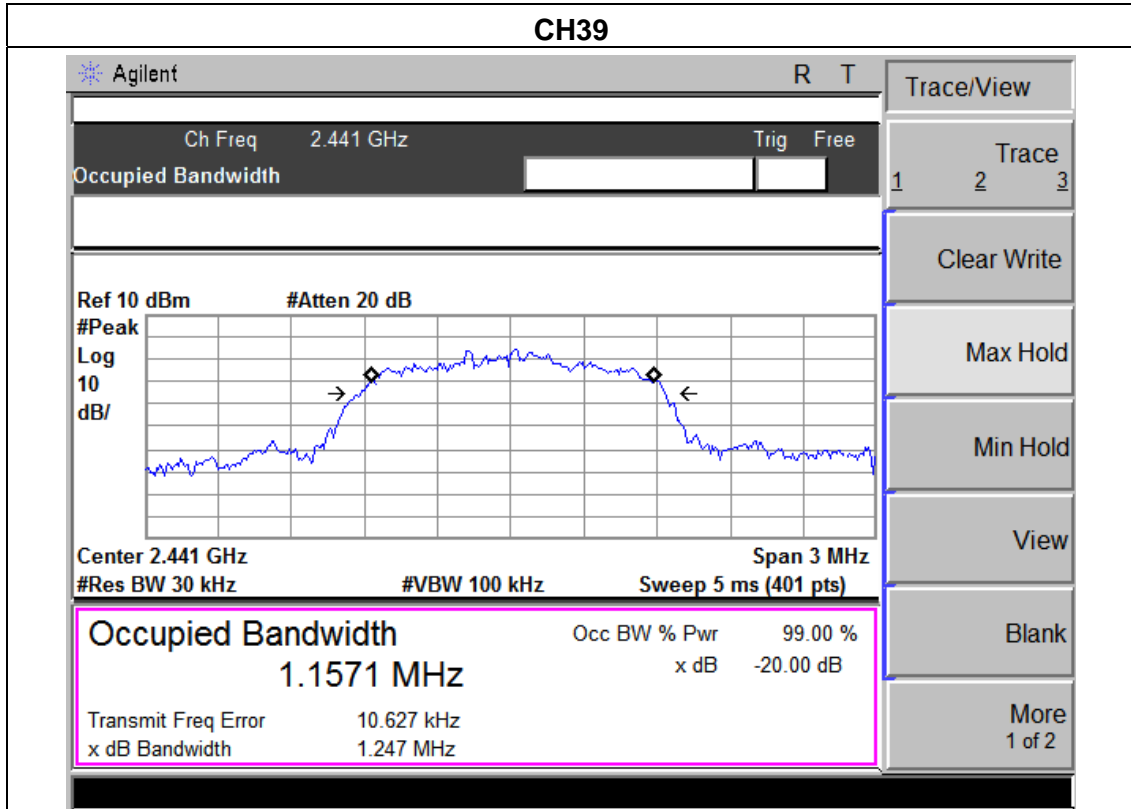 CH39
Agilent R T
Trace/View
Ch Freq 2.441 GHz Trig Free
Occupied Bandwidth
Trace
1 2 3
Clear Write
Ref 10 dBm #Atten 20 dB
#Peak
Log
10
dB/
Max Hold
Min Hold
View
Center 2.441 GHz Span 3 MHz
#Res BW 30 kHz #VBW 100 kHz Sweep 5 ms (401 pts)
Occupied Bandwidth Occ BW % Pwr 99.00 %
1.1571 MHz x dB -20.00 dB
Blank
Transmit Freq Error 10.627 kHz
x dB Bandwidth 1.247 MHz
More
1 of 2